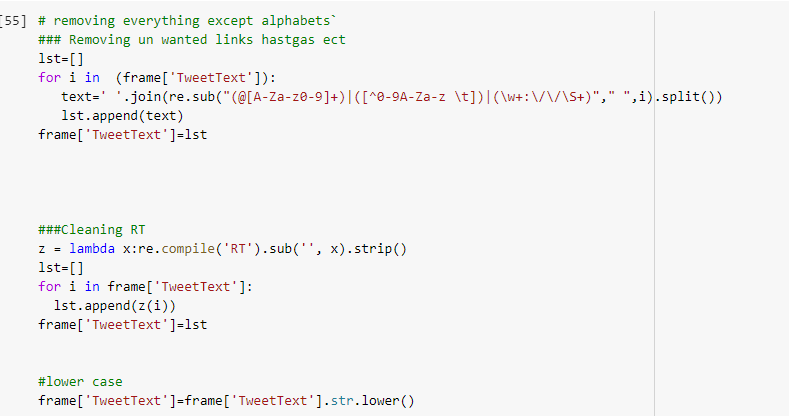 [55] # removing everything except alphabets`
### Removing un wanted links hastgas ect
lst=[]
for i in  (frame['TweetText']):
   text=' '.join(re.sub("(@[A-Za-z0-9]+)|([^0-9A-Za-z \t])|(\w+:\/\/\S+)"," ",i).split())
   lst.append(text)
frame['TweetText']=lst
###Cleaning RT
z = lambda x:re.compile('RT').sub('', x).strip()
lst=[]
for i in frame['TweetText']:
  lst.append(z(i))
frame['TweetText']=lst
#lower case
frame['TweetText']=frame['TweetText'].str.lower()